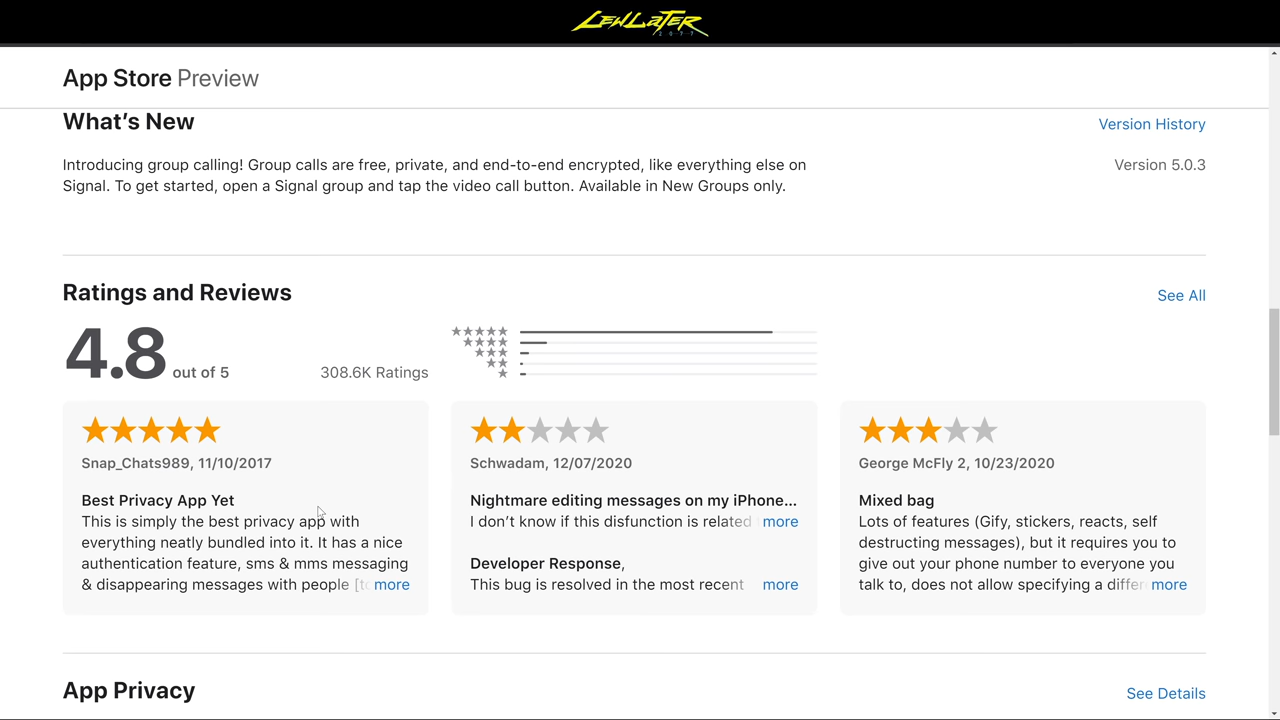 LEWLATER
2077
App Store Preview
What's New
Version History
Introducing group calling! Group calls are free, private, and end-to-end encrypted, like everything else on
Signal. To get started, open a Signal group and tap the video call button. Available in New Groups only.
Version 5.0.3
Ratings and Reviews
See All
4.8 out of 5
308.6K Ratings
Snap_Chats989, 11/10/2017
Best Privacy App Yet
This is simply the best privacy app with
everything neatly bundled into it. It has a nice
authentication feature, sms & mms messaging
& disappearing messages with people more
Schwadam, 12/07/2020
Nightmare editing messages on my iPhone...
I don't know if this disfunction is related more
Developer Response,
This bug is resolved in the most recent more
George McFly 2, 10/23/2020
Mixed bag
Lots of features (Gify, stickers, reacts, self
destructing messages), but it requires you to
give out your phone number to everyone you
talk to, does not allow specifying a more
App Privacy
See Details